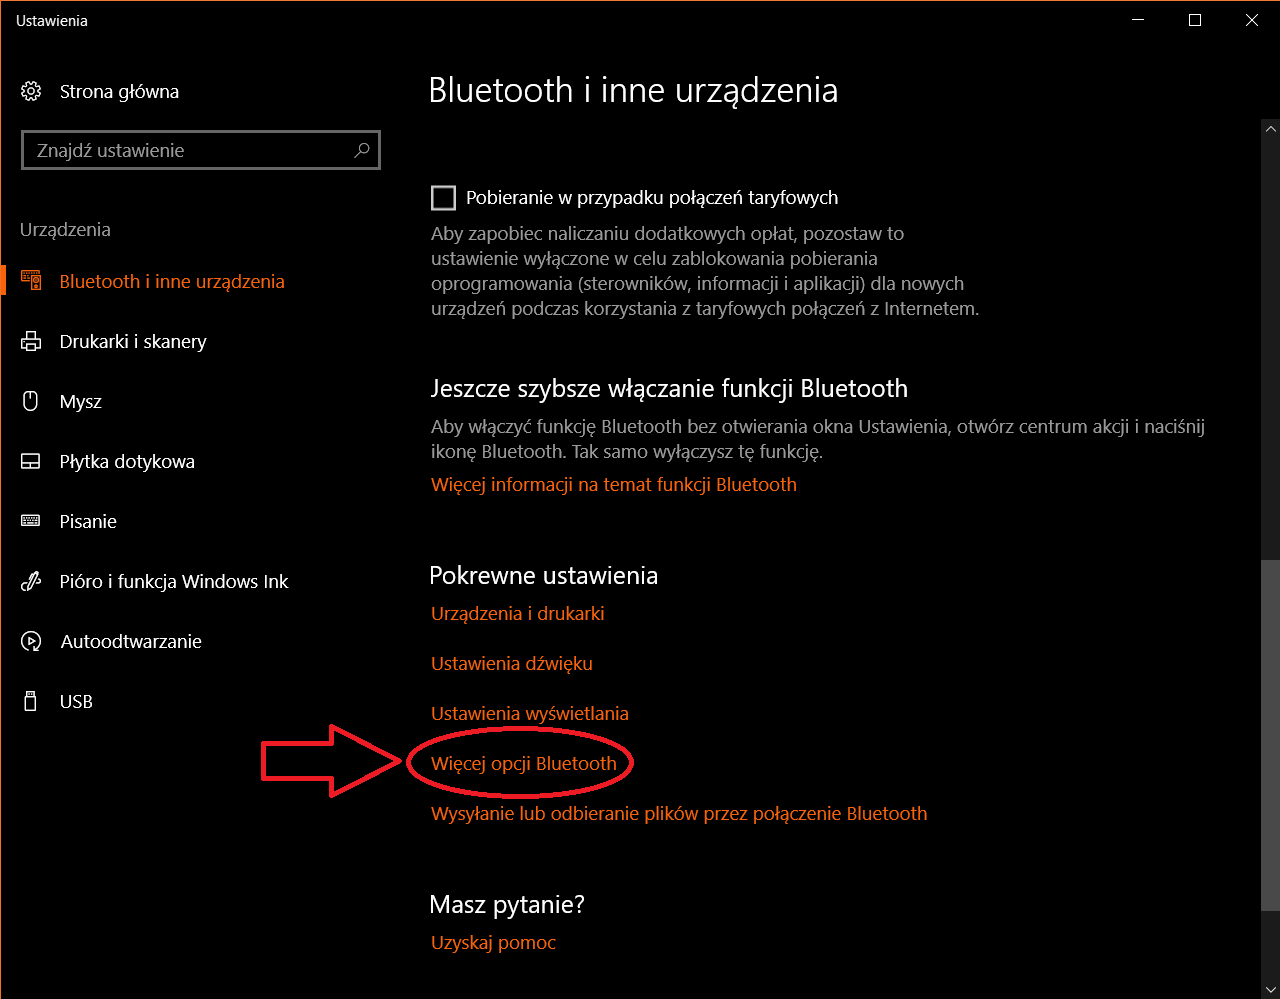 Ustawienia
Strona główna
Znajdź ustawienie
Urządzenia
Bluetooth i inne urządzenia
Drukarki i skanery
Mysz
Płytka dotykowa
Pisanie
Pióro i funkcja Windows Ink
Autoodtwarzanie
USB
Bluetooth i inne urządzenia
Pobieranie w przypadku połączeń taryfowych
Aby zapobiec naliczaniu dodatkowych opłat, pozostaw to
ustawienie wyłączone w celu zablokowania pobierania
oprogramowania (sterowników, informacji i aplikacji) dla nowych
urządzeń podczas korzystania z taryfowych połączeń z Internetem.
Jeszcze szybsze włączanie funkcji Bluetooth
Aby włączyć funkcję Bluetooth bez otwierania okna Ustawienia, otwórz centrum akcji i naciśnij
ikonę Bluetooth. Tak samo wyłączysz tę funkcję.
Więcej informacji na temat funkcji Bluetooth
Pokrewne ustawienia
Urządzenia i drukarki
Ustawienia dźwięku
Ustawienia wyświetlania
Więcej opcji Bluetooth
Wysyłanie lub odbieranie plików przez połączenie Bluetooth
Masz pytanie?
Uzyskaj pomoc